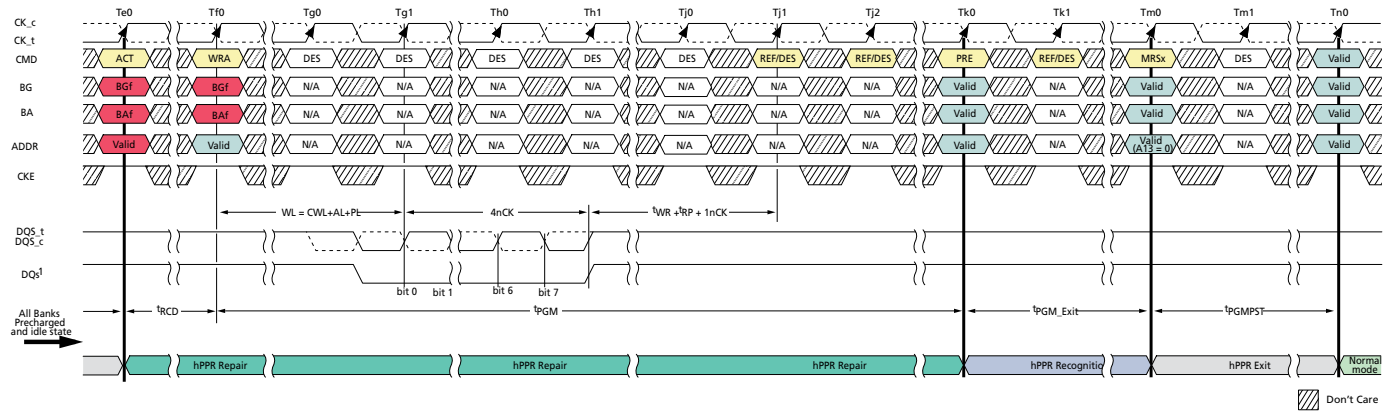 Te0 Tf0 Tg0 Tg1 Th0 Th1 Tj0 Tj1 Tj2 Tk0 Tk1 Tm0 Tm1 Tn0
CK_c
CK_t
CMD ACT WRA DES DES DES DES DES REF/DES REF/DES PRE REF/DES MRSx DES Valid
BG BGf BGf N/A N/A N/A N/A N/A N/A N/A Valid N/A Valid N/A Valid
BA BAf BAf N/A N/A N/A N/A N/A N/A N/A Valid N/A Valid N/A Valid
ADDR Valid Valid N/A N/A N/A N/A N/A N/A N/A Valid N/A Valid (A13 = 0) N/A Valid
CKE
WL = CWL+AL+PL 4nCK tWR +tRP + 1nCK
DQS_t
DQS_c
DQs1
bit 0 bit 1 bit 6 bit 7
All Banks
Precharged
and idle state
tRCD tPGM tPGM_Exit tPGMPST
hPPR Repair hPPR Repair hPPR Repair hPPR Recognitio hPPR Exit Normal
mode
Don't Care